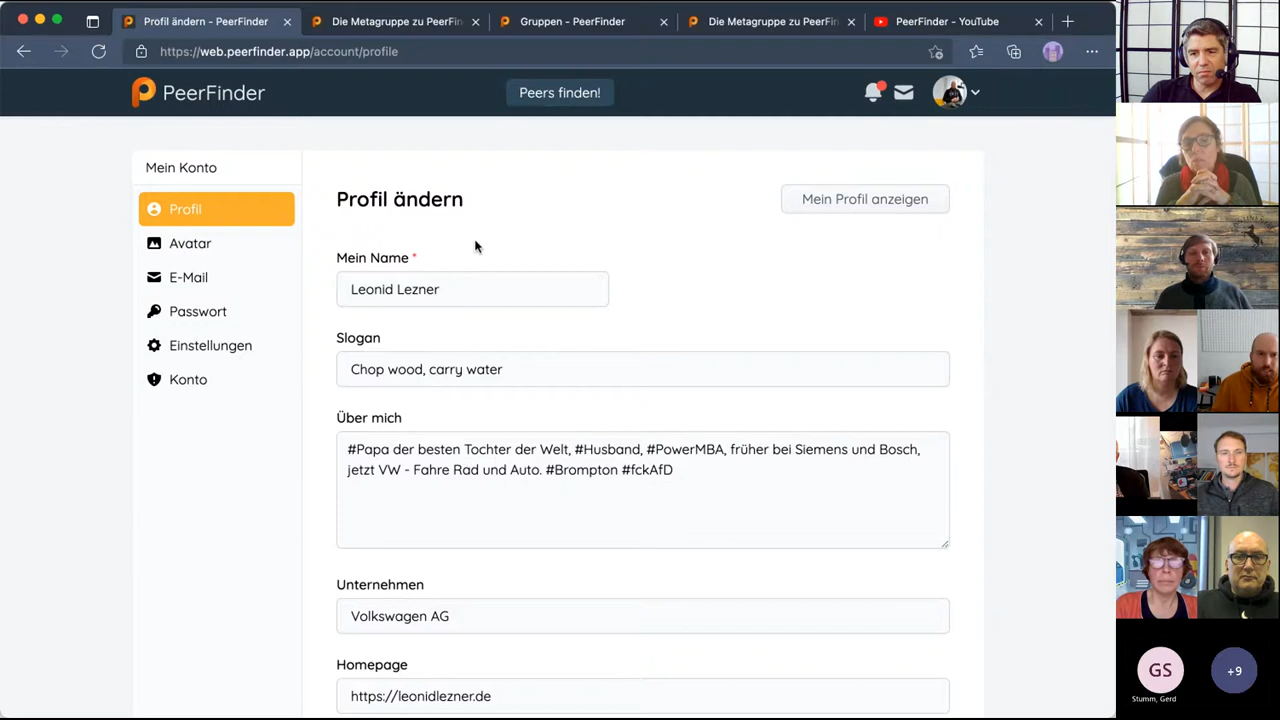 Profil ändern - PeerFinder
Die Metagruppe zu PeerFin
Gruppen - PeerFinder
Die Metagruppe zu PeerFin
PeerFinder - YouTube
https://web.peerfinder.app/account/profile
PeerFinder
Peers finden!
Mein Konto
Profil
Avatar
E-Mail
Passwort
Einstellungen
Konto
Profil ändern
Mein Profil anzeigen
Mein Name *
Leonid Lezner
Slogan
Chop wood, carry water
Über mich
#Papa der besten Tochter der Welt, #Husband, #PowerMBA, früher bei Siemens und Bosch,
jetzt VW - Fahre Rad und Auto. #Brompton #fckAfD
Unternehmen
Volkswagen AG
Homepage
https://leonidlezner.de
GS
+9
Stumm, Gerd